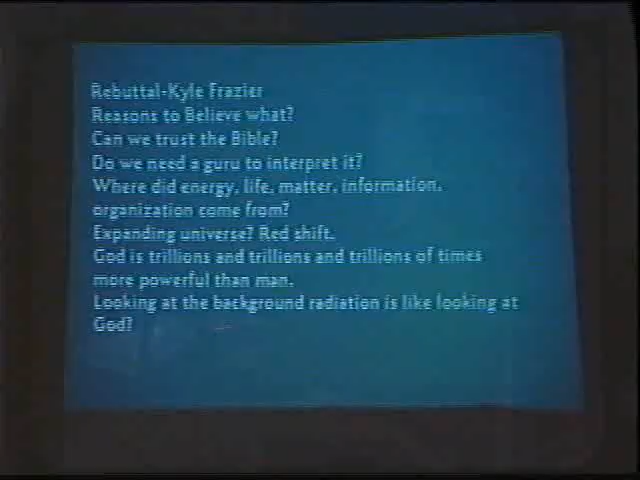 Rebuttal-Kyle Frazier
Reasons to Believe what?
Can we trust the Bible?
Do we need a guru to interpret it?
Where did energy, life, matter, information,
organization come from?
Expanding universe? Red shift.
God is trillions and trillions and trillions of times
more powerful than man.
Looking at the background radiation is like looking at
God?